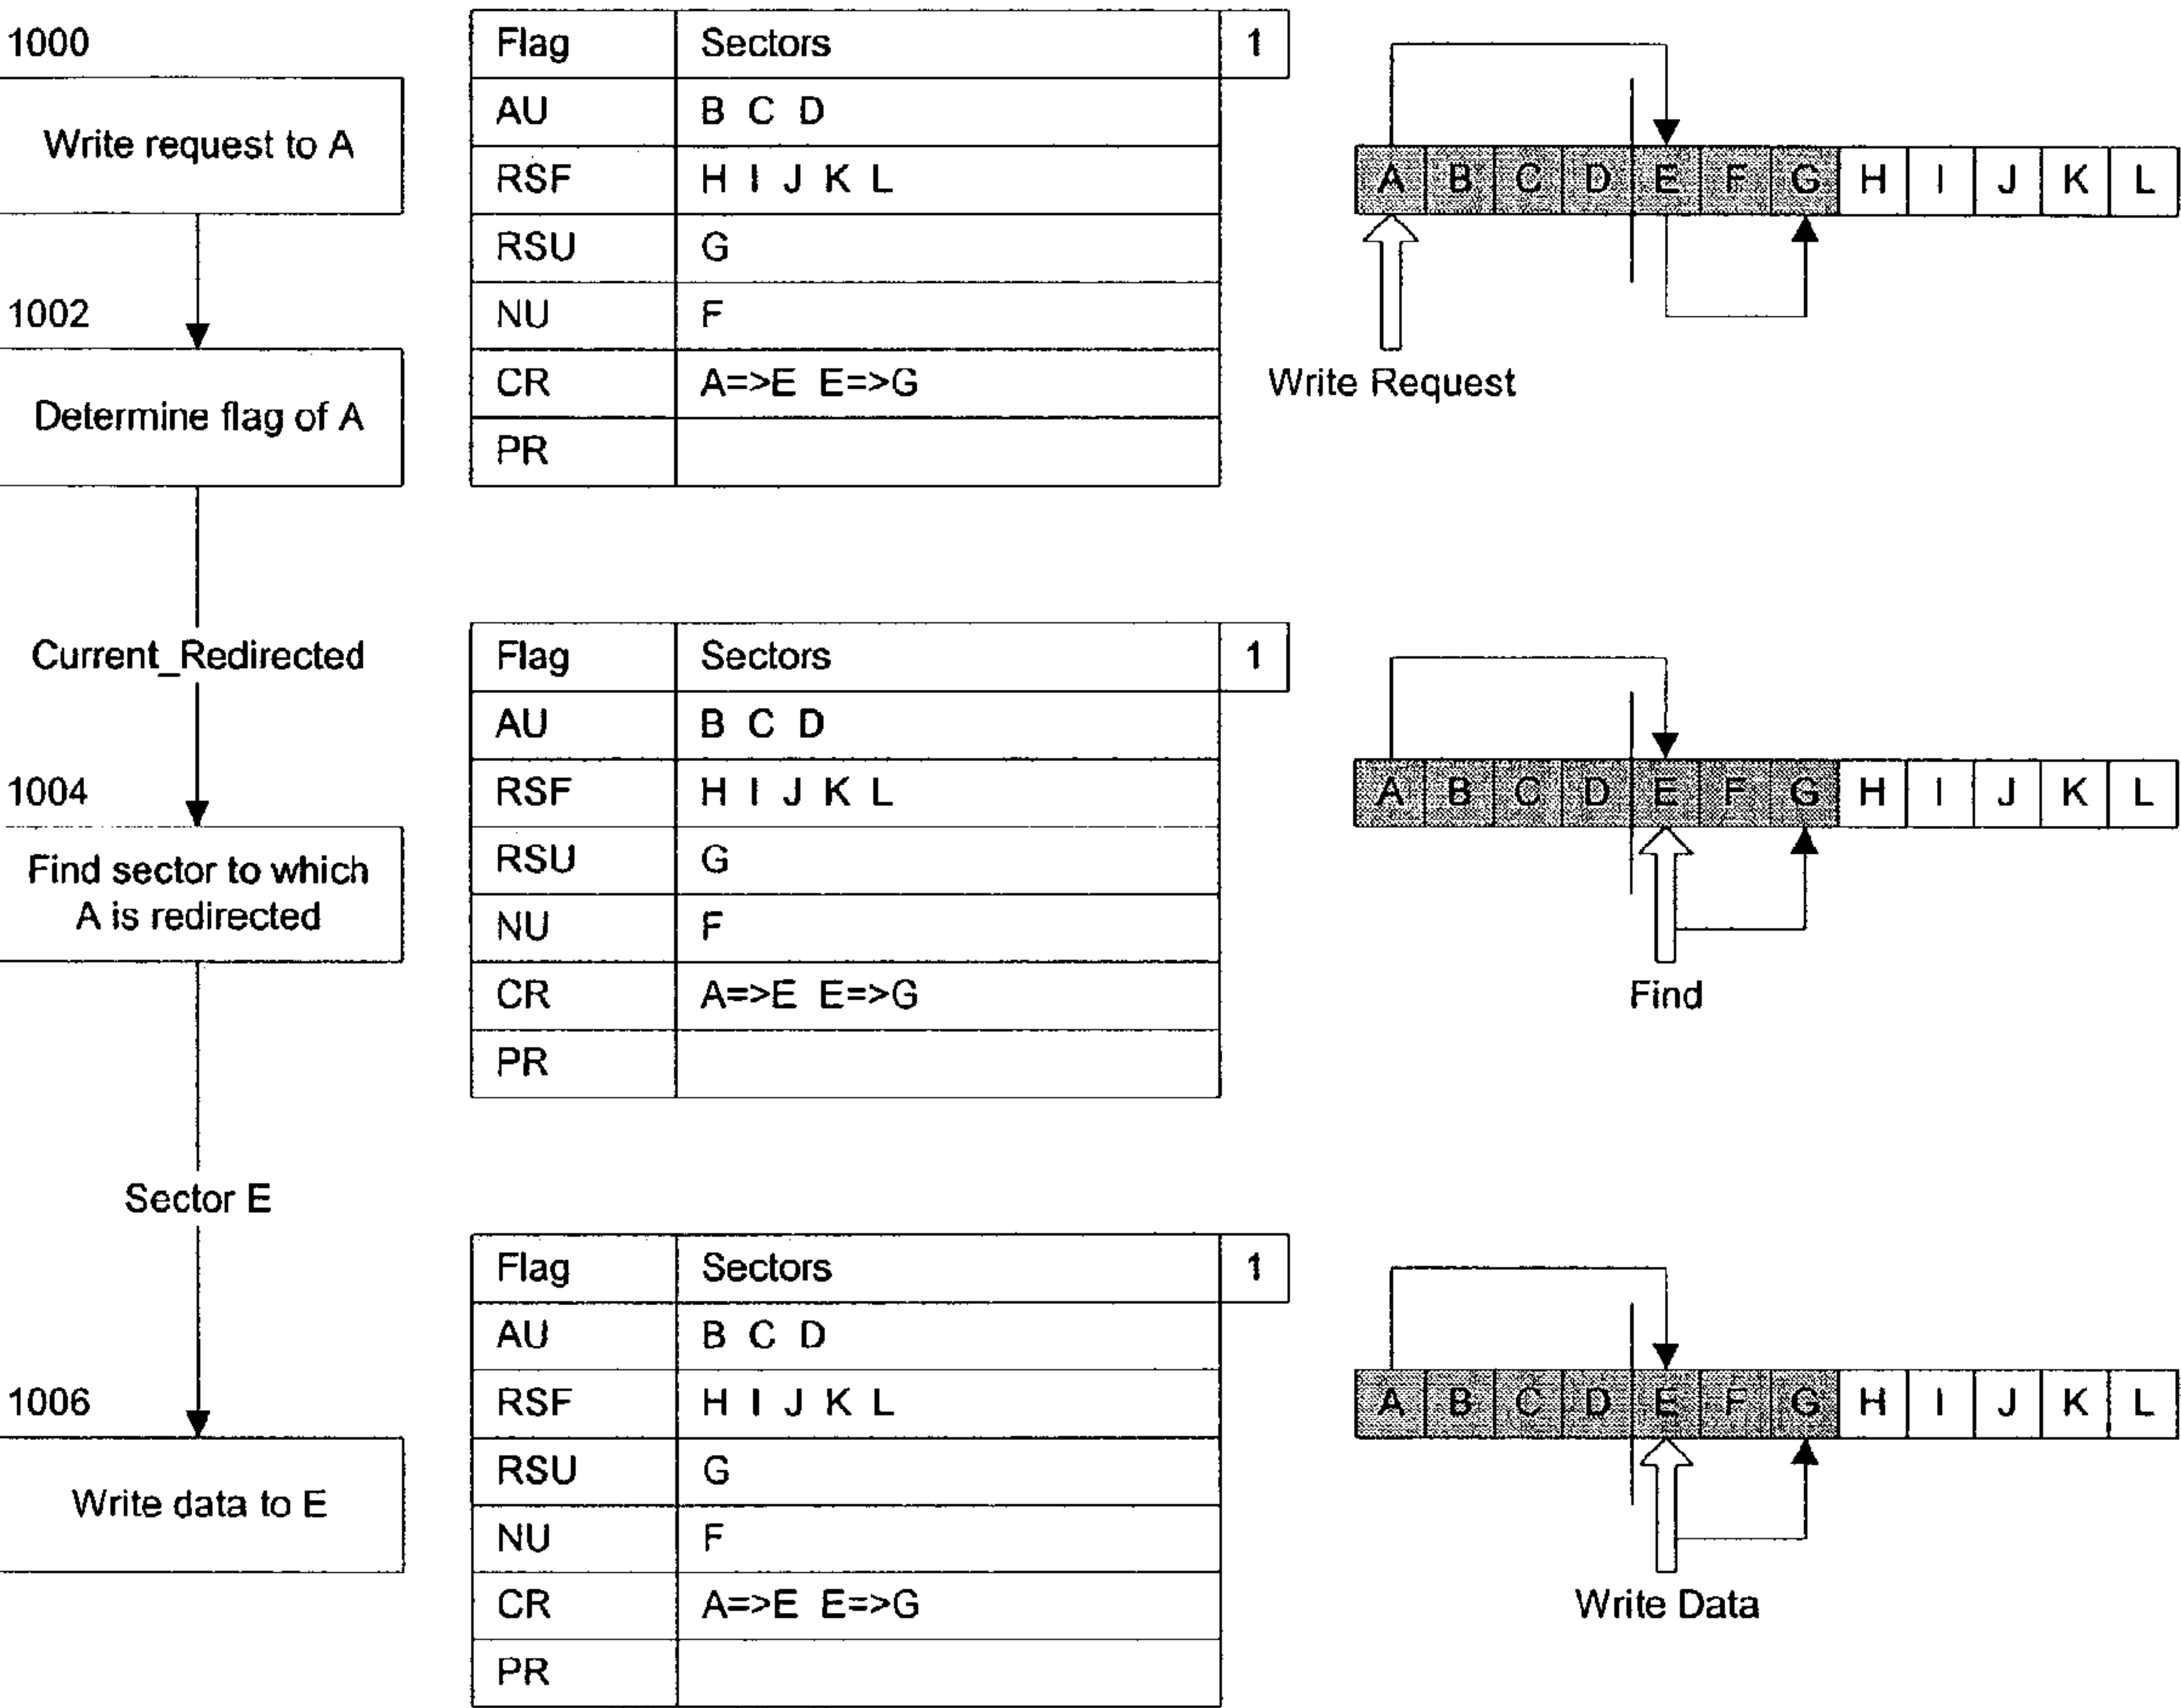 1000
Write request to A
1002
Determine flag of A
Current_Redirected
1004
Find sector to which
A is redirected
Sector E
1006
Write data to E
Flag Sectors 1
AU B C D
RSF H I J K L
RSU G
NU F
CR A=>E E=>G
PR
A B C D E F G H I J K L
Write Request
Flag Sectors 1
AU B C D
RSF H I J K L
RSU G
NU F
CR A=>E E=>G
PR
A B C D E F G H I J K L
Find
Flag Sectors 1
AU B C D
RSF H I J K L
RSU G
NU F
CR A=>E E=>G
PR
A B C D E F G H I J K L
Write Data